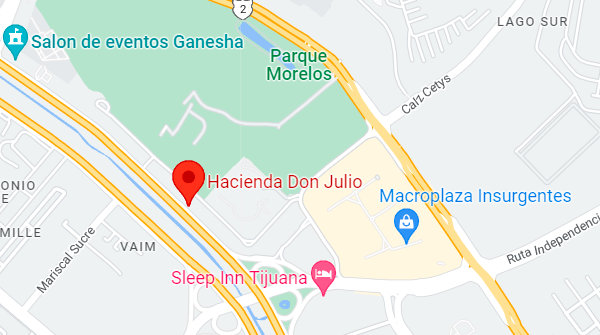 2
LAGO SUR
Salon de eventos Ganesha
Parque
Morelos
Calz Cetys
Hacienda Don Julio
ONIO
E
Macroplaza Insurgentes
MILLE
Mariscal Sucre
VAIM
Ruta Independenci
Sleep Inn Tijuana